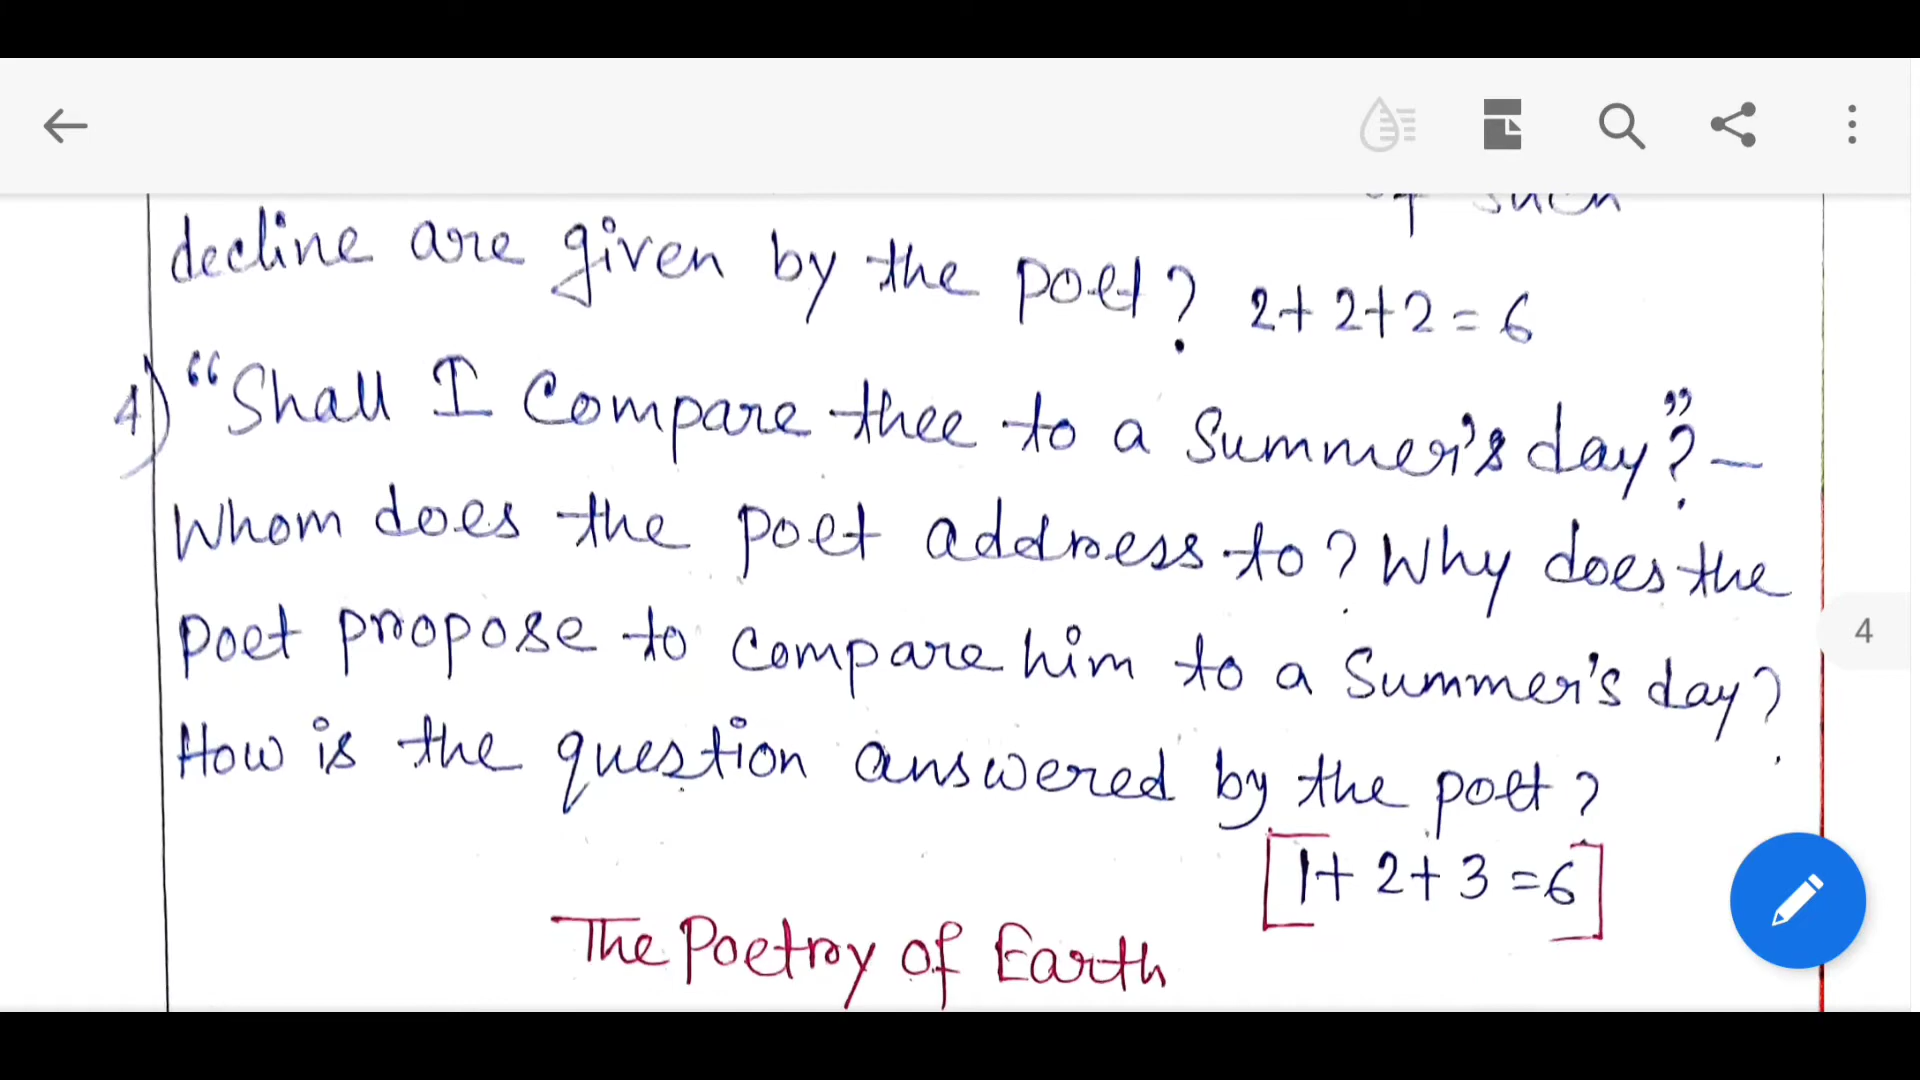 of such
decline are given by the poet? 2+2+2=6
4) "Shall I Compare thee to a Summer's day"? –
Whom does the poet address to? Why does the
poet propose to compare him to a Summer's day?
How is the question answered by the poet?
[1+2+3=6]
The Poetry of Earth
4